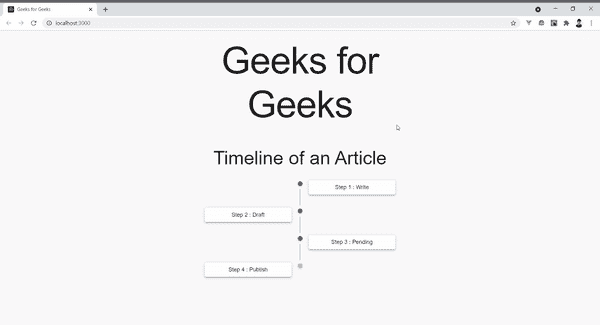 Geeks for Geeks
localhost:3000
Geeks for
Geeks
Timeline of an Article
Step 1 : Write
Step 2 : Draft
Step 3 : Pending
Step 4 : Publish